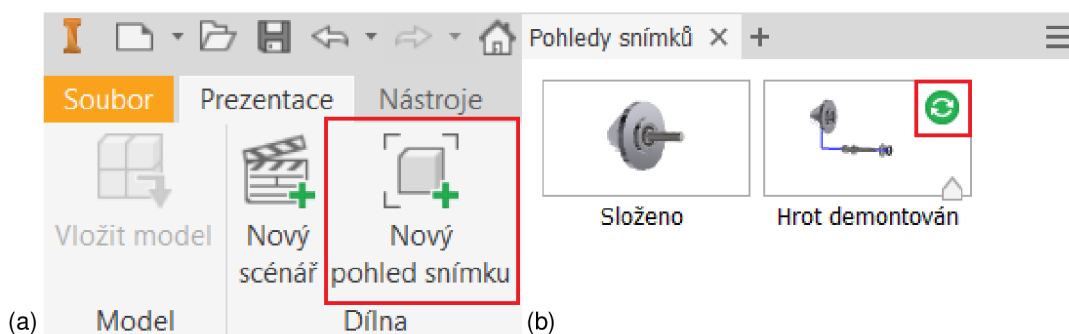 Pohledy snímků
Soubor Prezentace Nástroje
Vložit model
Nový
scénář
Nový
pohled snímku
Model
Dílna
Složeno
Hrot demontován
(a)
(b)